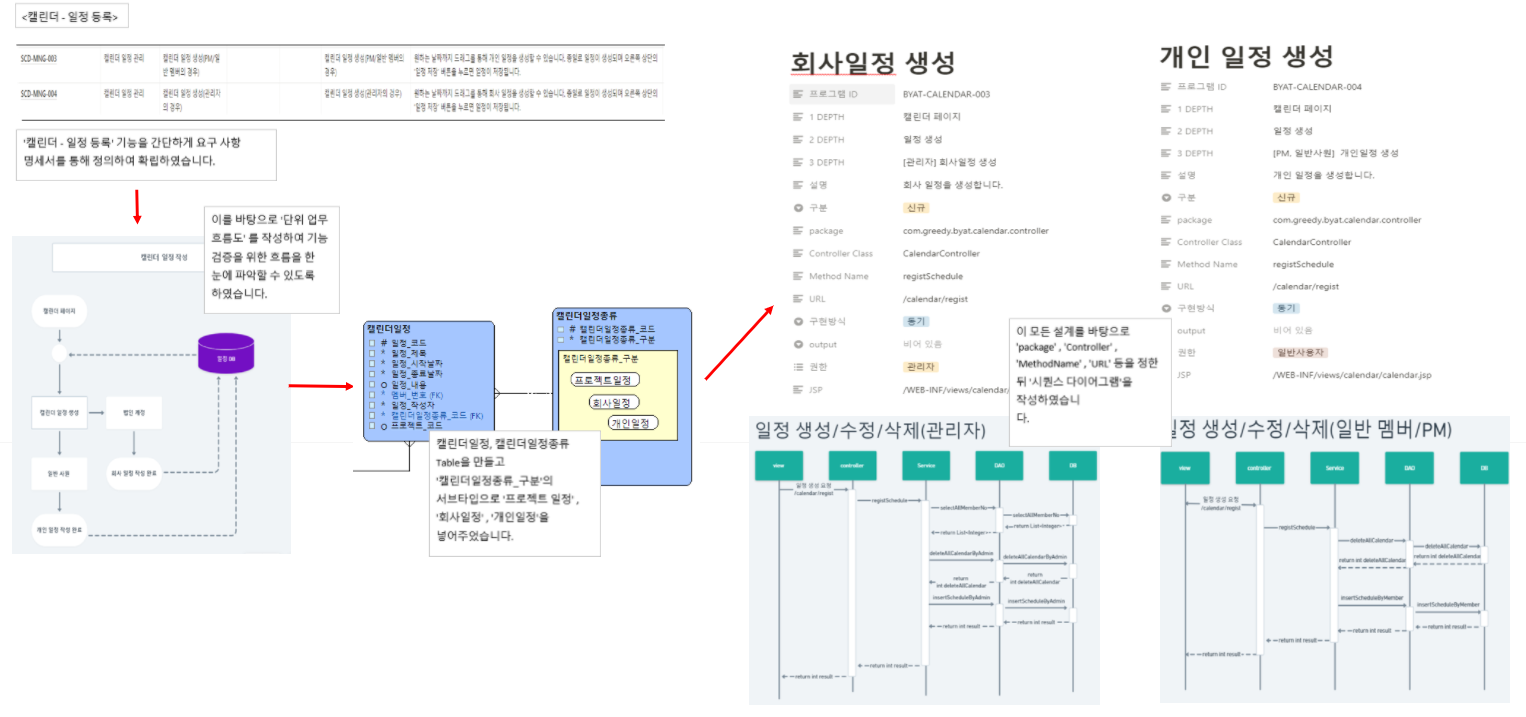 <캘린더 - 일정 등록>
SCD-MNG-003 캘린더 일정 관리 캘린더 일정 생성(PM/일반 멤버의 경우) 캘린더 일정 생성(PM/일반 멤버의 경우) 원하는 날짜까지 드래그를 통해 개인 일정을 생성할 수 있습니다. 종일로 일정이 생성되며 오른쪽 상단의 '일정 저장' 버튼을 누르면 일정이 저장됩니다.
SCD-MNG-004 캘린더 일정 관리 캘린더 일정 생성(관리자의 경우) 캘린더 일정 생성(관리자의 경우) 원하는 날짜까지 드래그를 통해 회사 일정을 생성할 수 있습니다. 종일로 일정이 생성되며 오른쪽 상단의 '일정 저장' 버튼을 누르면 일정이 저장됩니다.
'캘린더 - 일정 등록' 기능을 간단하게 요구 사항
명세서를 통해 정의하여 확립하였습니다.
이를 바탕으로 '단위 업무
흐름도' 를 작성하여 기능
검증을 위한 흐름을 한
눈에 파악할 수 있도록
하였습니다.
캘린더 일정 작성
캘린더 페이지
일정 DB
캘린더 일정 생성
법인 계정
일반 사원
회사 일정 작성 완료
개인 일정 작성 완료
캘린더일정
# 일정_코드
* 일정_제목
* 일정_시작날짜
* 일정_종료날짜
o 일정_내용
* 멤버_번호 (FK)
* 일정_작성자
* 캘린더일정종류_코드 (FK)
o 프로젝트_코드
캘린더일정종류
# 캘린더일정종류_코드
* 캘린더일정종류_구분
캘린더일정종류_구분
프로젝트일정
회사일정
개인일정
캘린더일정, 캘린더일정종류
Table을 만들고
'캘린더일정종류_구분'의
서브타입으로 '프로젝트 일정' ,
'회사일정' , '개인일정'을
넣어주었습니다.
회사일정 생성
프로그램 ID BYAT-CALENDAR-003
1 DEPTH 캘린더 페이지
2 DEPTH 일정 생성
3 DEPTH [관리자] 회사일정 생성
설명 회사 일정을 생성합니다.
구분 신규
package com.greedy.byat.calendar.controller
Controller Class CalendarController
Method Name registSchedule
URL /calendar/regist
구현방식 동기
output 비어 있음
권한 관리자
JSP /WEB-INF/views/calendar/
개인 일정 생성
프로그램 ID BYAT-CALENDAR-004
1 DEPTH 캘린더 페이지
2 DEPTH 일정 생성
3 DEPTH [PM, 일반사원] 개인일정 생성
설명 개인 일정을 생성합니다.
구분 신규
package com.greedy.byat.calendar.controller
Controller Class CalendarController
Method Name registSchedule
URL /calendar/regist
구현방식 동기
output 비어 있음
권한 일반사용자
JSP /WEB-INF/views/calendar/calendar.jsp
이 모든 설계를 바탕으로
'package' , 'Controller' ,
'MethodName' , 'URL' 등을 정한
뒤 '시퀀스 다이어그램'을
작성하였습니
다.
일정 생성/수정/삭제(관리자)
view controller Service DAO DB
일정 생성 요청
/calendar/regist
registSchedule
selectAllMemberNo
selectAllMemberNo
return List<Integer>
return List<Integer>
deleteAllCalendarByAdmin
deleteAllCalendarByAdmin
return
int deleteAllCalendar
return
int deleteAllCalendar
insertScheduleByAdmin
insertScheduleByAdmin
return int result
return int result
return int result
return int result
일정 생성/수정/삭제(일반 멤버/PM)
view controller Service DAO DB
일정 생성 요청
/calendar/regist
registSchedule
deleteAllCalendar
deleteAllCalendar
return int deleteAllCalendar
return int deleteAllCalendar
insertScheduleByMember
insertScheduleByMember
return int result
return int result
return int result
return int result